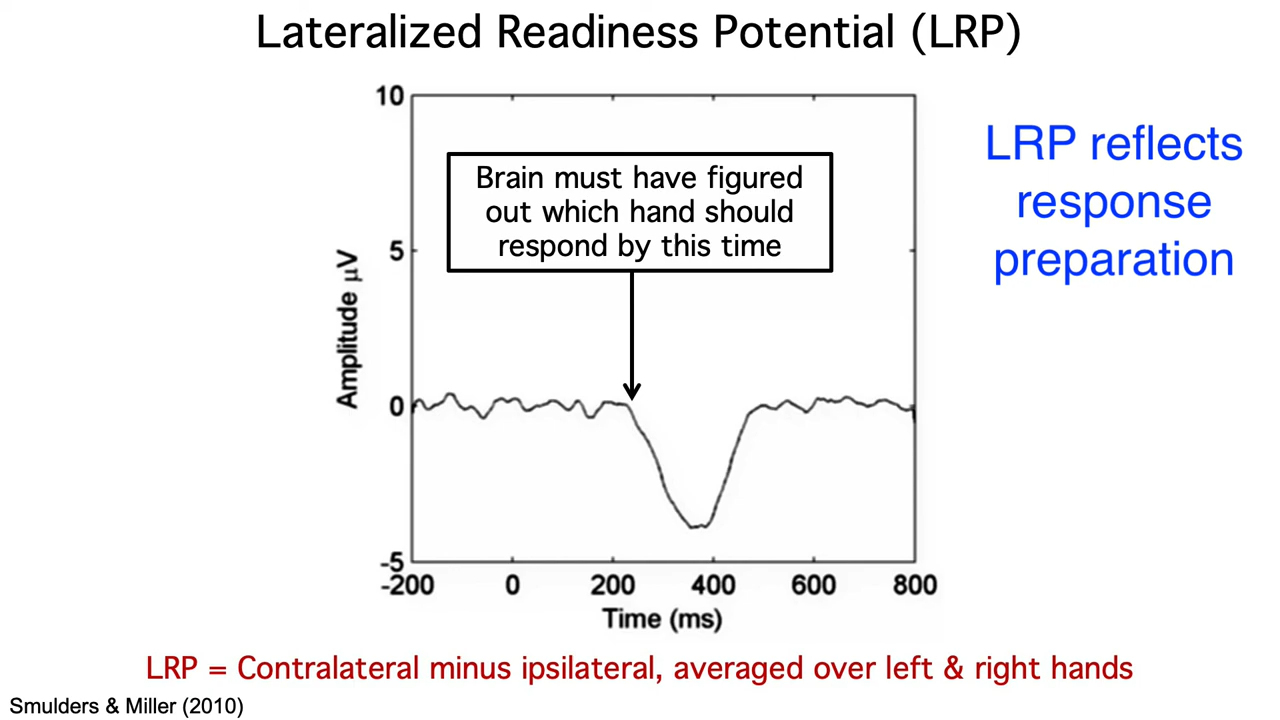 Lateralized Readiness Potential (LRP)
LRP reflects
response
preparation
Brain must have figured
out which hand should
respond by this time
Amplitude µV
10
5
0
-5
-200 0 200 400 600 800
Time (ms)
LRP = Contralateral minus ipsilateral, averaged over left & right hands
Smulders & Miller (2010)